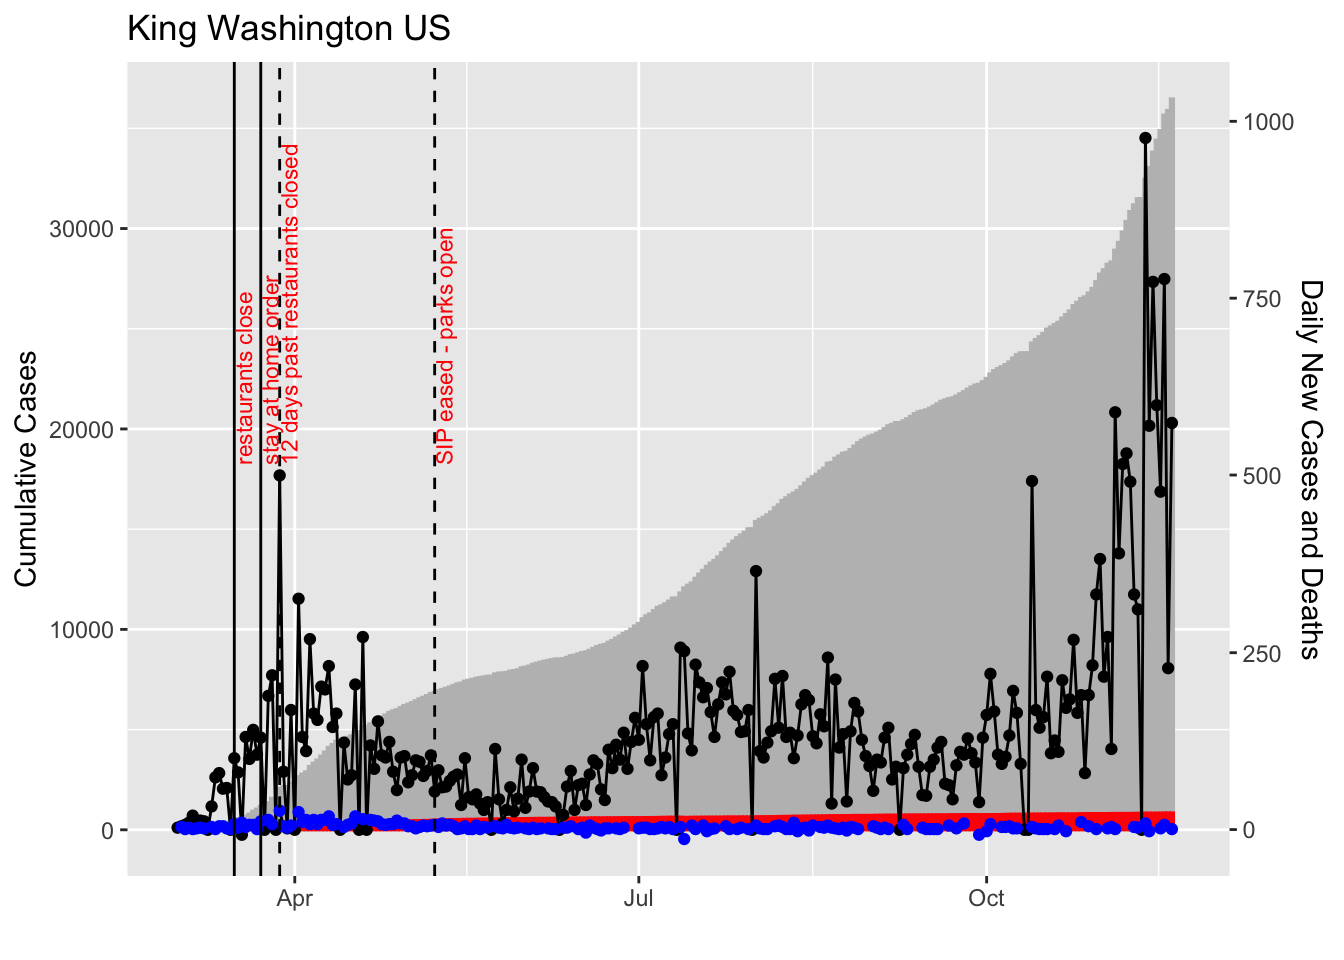 King Washington US
Cumulative Cases
30000
20000
10000
0
restaurants close
stay at home order
12 days past restaurants closed
SIP eased - parks open
1000
750
500
250
0
Daily New Cases and Deaths
Apr
Jul
Oct